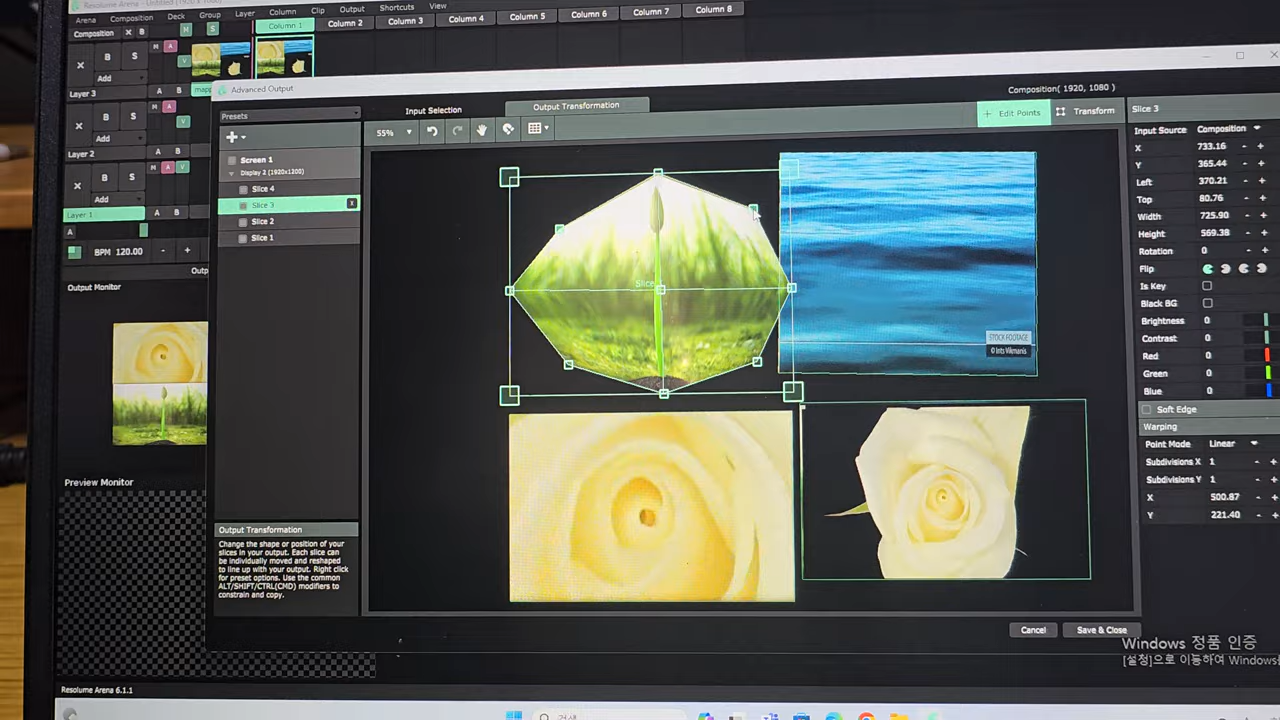 Resolume Arena - Untitled (1920 x 1080)
Arena Composition Deck Group Layer Column Clip Output Shortcuts View
Composition X B M S Column 1 Column 2 Column 3 Column 4 Column 5 Column 6 Column 7 Column 8
B S M A V
Add A B
Layer 3
B S M A V
Add A B
Layer 2
B S M A V
Add
Layer 1 A B
A
BPM 120.00 - +
Output Monitor
Preview Monitor
Resolume Arena 6.1.1
Advanced Output
Composition( 1920, 1080 )
Presets
Input Selection Output Transformation
55%
+ Edit Points Transform
Screen 1
Display 2 (1920x1200)
Slice 4
Slice 3 x
Slice 2
Slice 1
Output Transformation
Change the shape or position of your
slices in your output. Each slice can
be individually moved and reshaped
to line up with your output. Right click
for preset options. Use the common
ALT/SHIFT/CTRL(CMD) modifiers to
constrain and copy.
Slice
STOCK FOOTAGE
© Ints Vikmanis
Slice 3
Input Source Composition
X 733.16 - +
Y 365.44 - +
Left 370.21 - +
Top 80.76 - +
Width 725.90 - +
Height 569.38 - +
Rotation 0 - +
Flip
Is Key
Black BG
Brightness 0
Contrast 0
Red 0
Green 0
Blue 0
Soft Edge
Warping
Point Mode Linear
Subdivisions X 1 - +
Subdivisions Y 1 - +
X 500.87 - +
Y 221.40 - +
Cancel Save & Close
Windows 정품 인증
[설정]으로 이동하여 Windows
검색